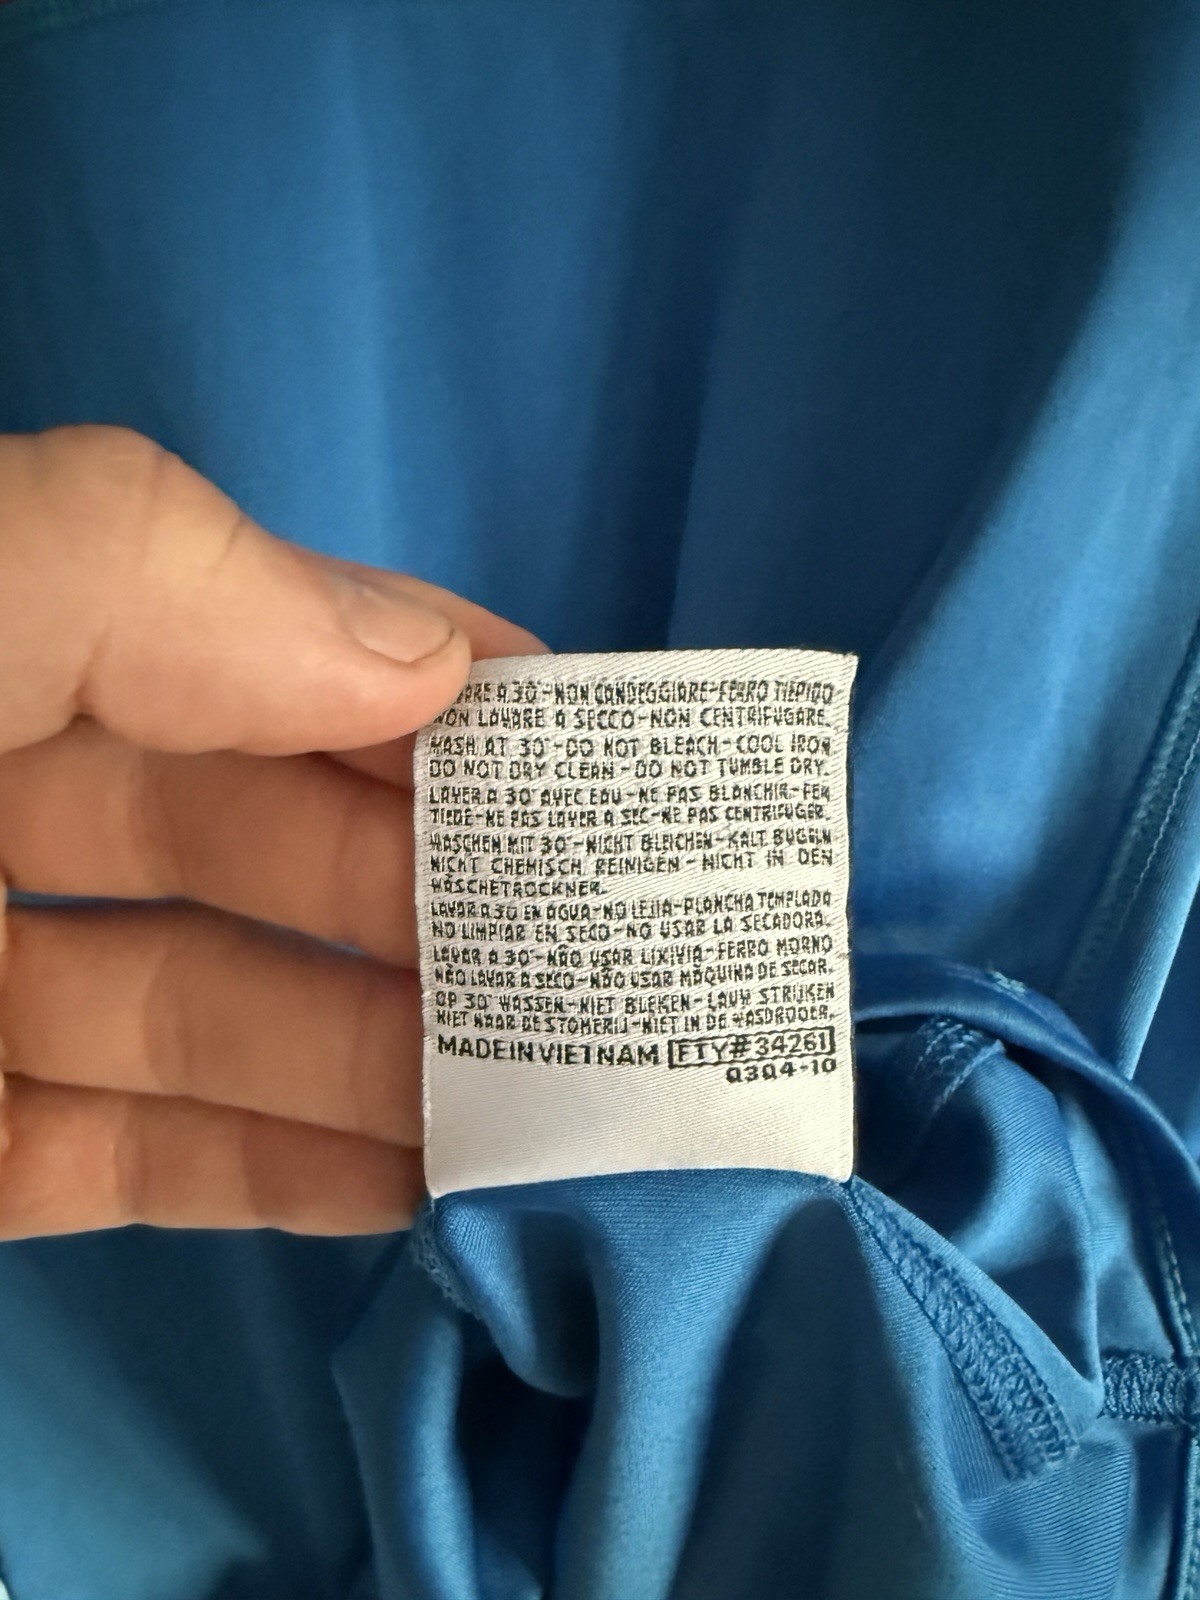 ARE A 30°-NON CANDEGGIARE-FERRO TIEPIDO
NON LAVARE A SECCO-NON CENTRIFUGARE.
WASH AT 30°-DO NOT BLEACH-COOL IRON
DO NOT DRY CLEAN-DO NOT TUMBLE DRY.
LAVER A 30° AVEC EAU-NE PAS BLANCHIR-FER
TIEDE-NE PAS LAVER A SEC-NE PAS CENTRIFUGER.
WASCHEN MIT 30°-NICHT BLEICHEN-KALT BUGELN
NICHT CHEMISCH REINIGEN-NICHT IN DEN
WASCHETROCKNER.
LAVAR A 30 EN AGUA-NO LEJIA-PLANCHA TEMPLADA
NO LIMPIAR EN SECO-NO USAR LA SECADORA.
LAVAR A 30°-NÃO USAR LIXIVIA-FERRO MORNO
NÃO LAVAR A SECO-NÃO USAR MÁQUINA DE SECAR.
OP 30° WASSEN-NIET BLEKEN-LAUW STRIJKEN
NIET NAAR DE STOMERIJ-NIET IN DE WASDROGER.
MADE IN VIETNAM FTY# 34261
Q3Q4-10